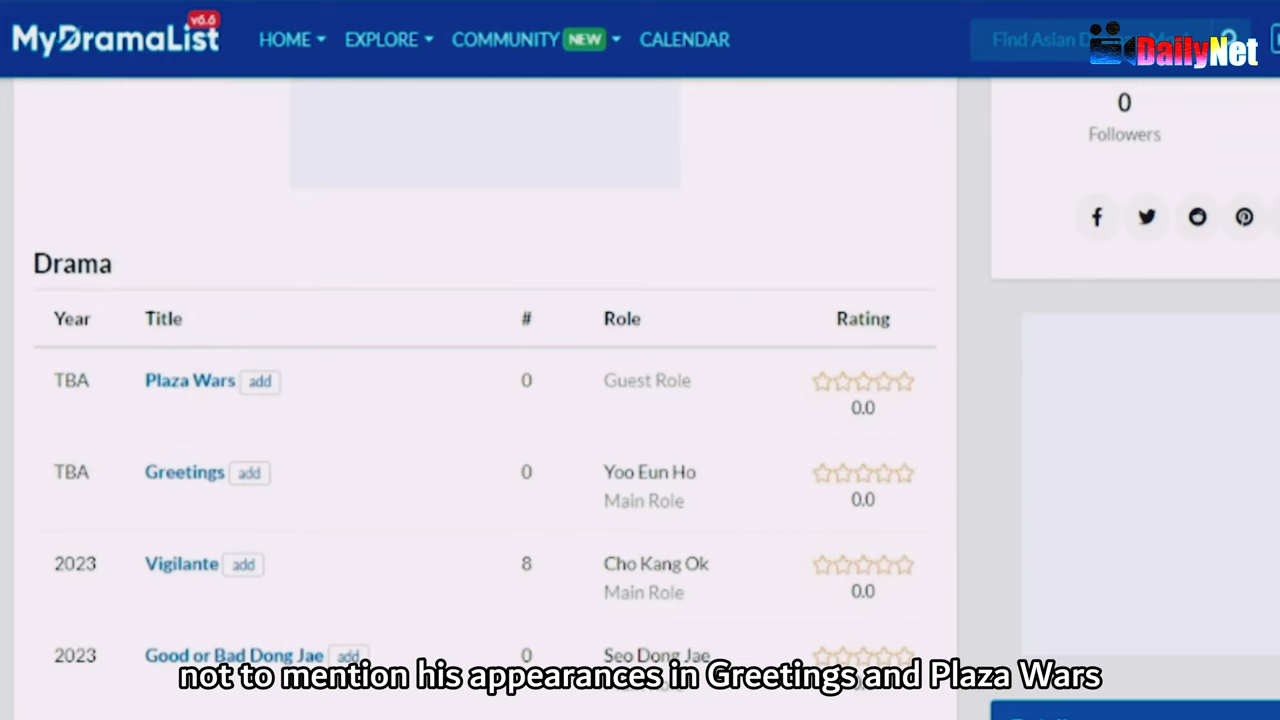 MyDramaList v6.6 HOME EXPLORE COMMUNITY NEW CALENDAR Find Asian DailyNet
0
Followers
Drama
Year Title # Role Rating
TBA Plaza Wars add 0 Guest Role
0.0
TBA Greetings add 0 Yoo Eun Ho
Main Role 0.0
2023 Vigilante add 8 Cho Kang Ok
Main Role 0.0
2023 Good or Bad Dong Jae add 0 Seo Dong Jae
not to mention his appearances in Greetings and Plaza Wars